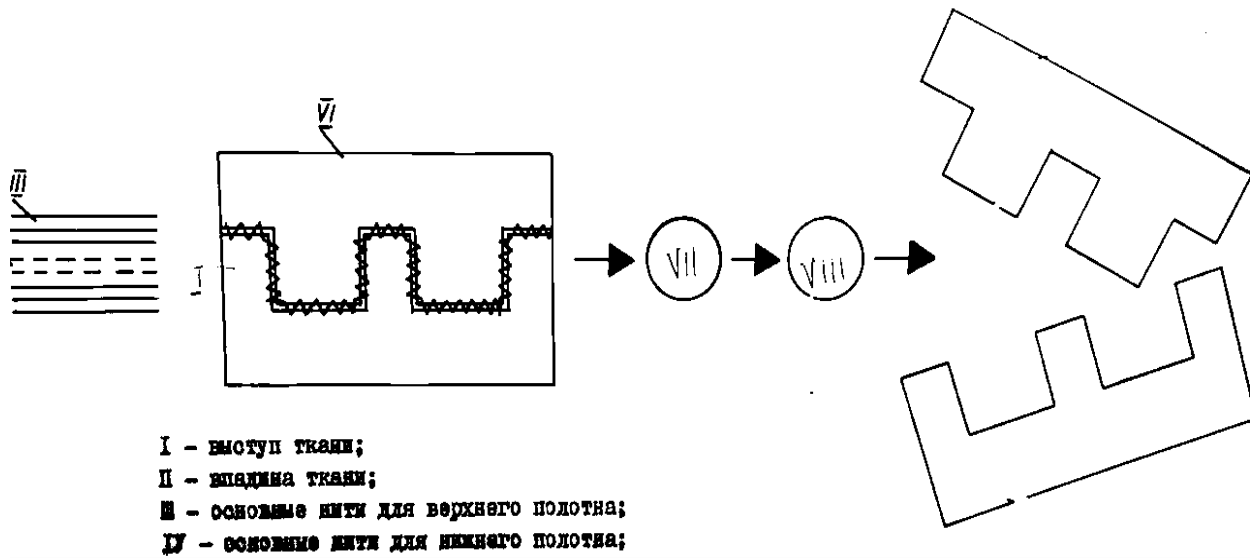 VI
III
I
VII
VIII
I – выступ ткани;
II – впадина ткани;
III – основные нити для верхнего полотна;
IУ – основные нити для нижнего полотна;